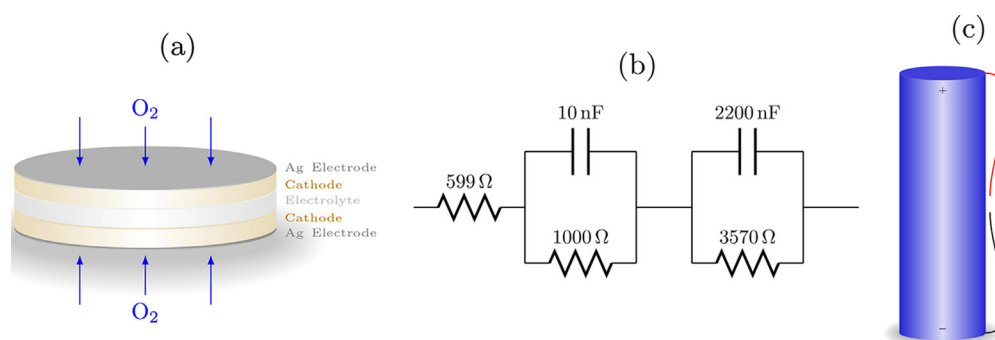 (a)
O₂
Ag Electrode
Cathode
Electrolyte
Cathode
Ag Electrode
O₂
(b)
10 nF
2200 nF
599 Ω
1000 Ω
3570 Ω
(c)
+
−